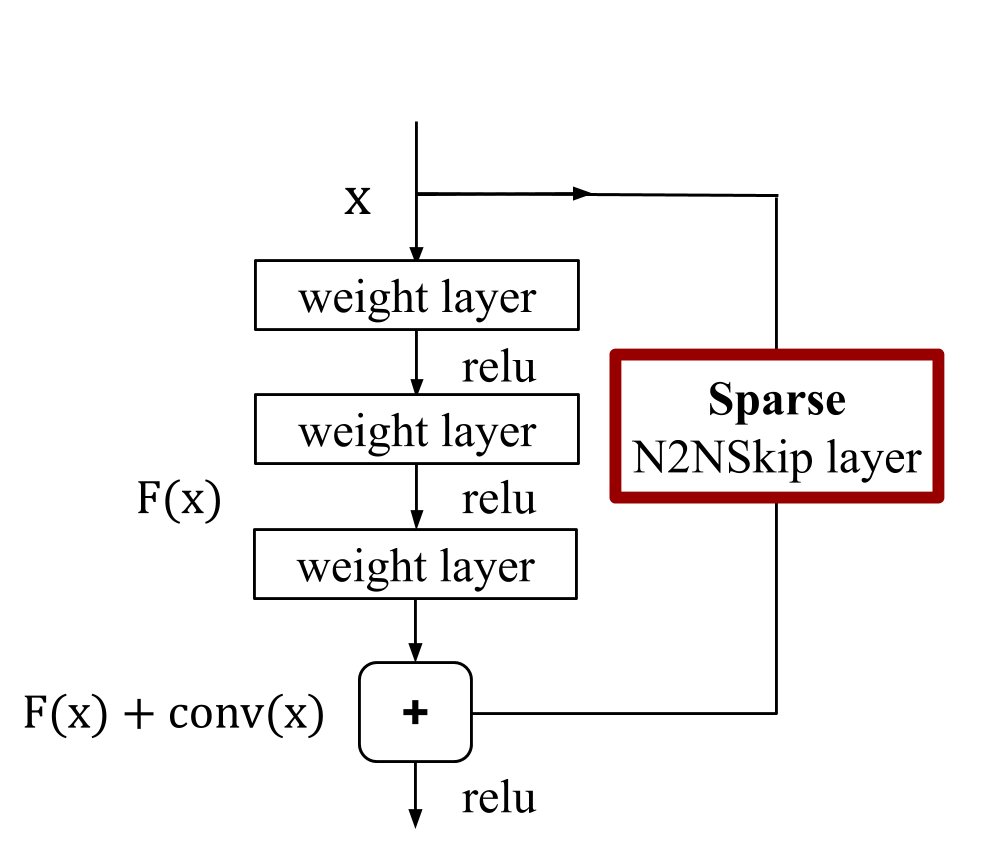 x
weight layer
relu
weight layer
Sparse
N2NSkip layer
F(x)
relu
weight layer
F(x) + conv(x)
+
relu